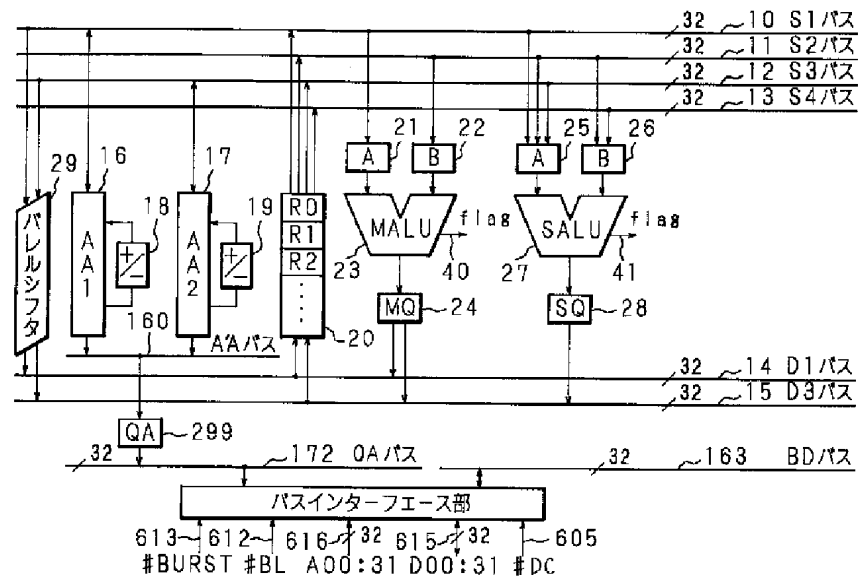 32 10 S1バス
32 11 S2バス
32 12 S3バス
32 13 S4バス
29 16 17 21 22 25 26
A B A B
バレルシフタ
AA1
18
+/-
AA2
19
+/-
R0
R1
R2
MALU
flag
23
40
SALU
flag
27
41
MQ 24
SQ 28
160
AAバス
20
32 14 D1バス
32 15 D3バス
QA 299
32 172 QAバス
32 163 BDバス
バスインターフェース部
613 612 616 32 615 32 605
#BURST #BL A00:31 D00:31 #DC